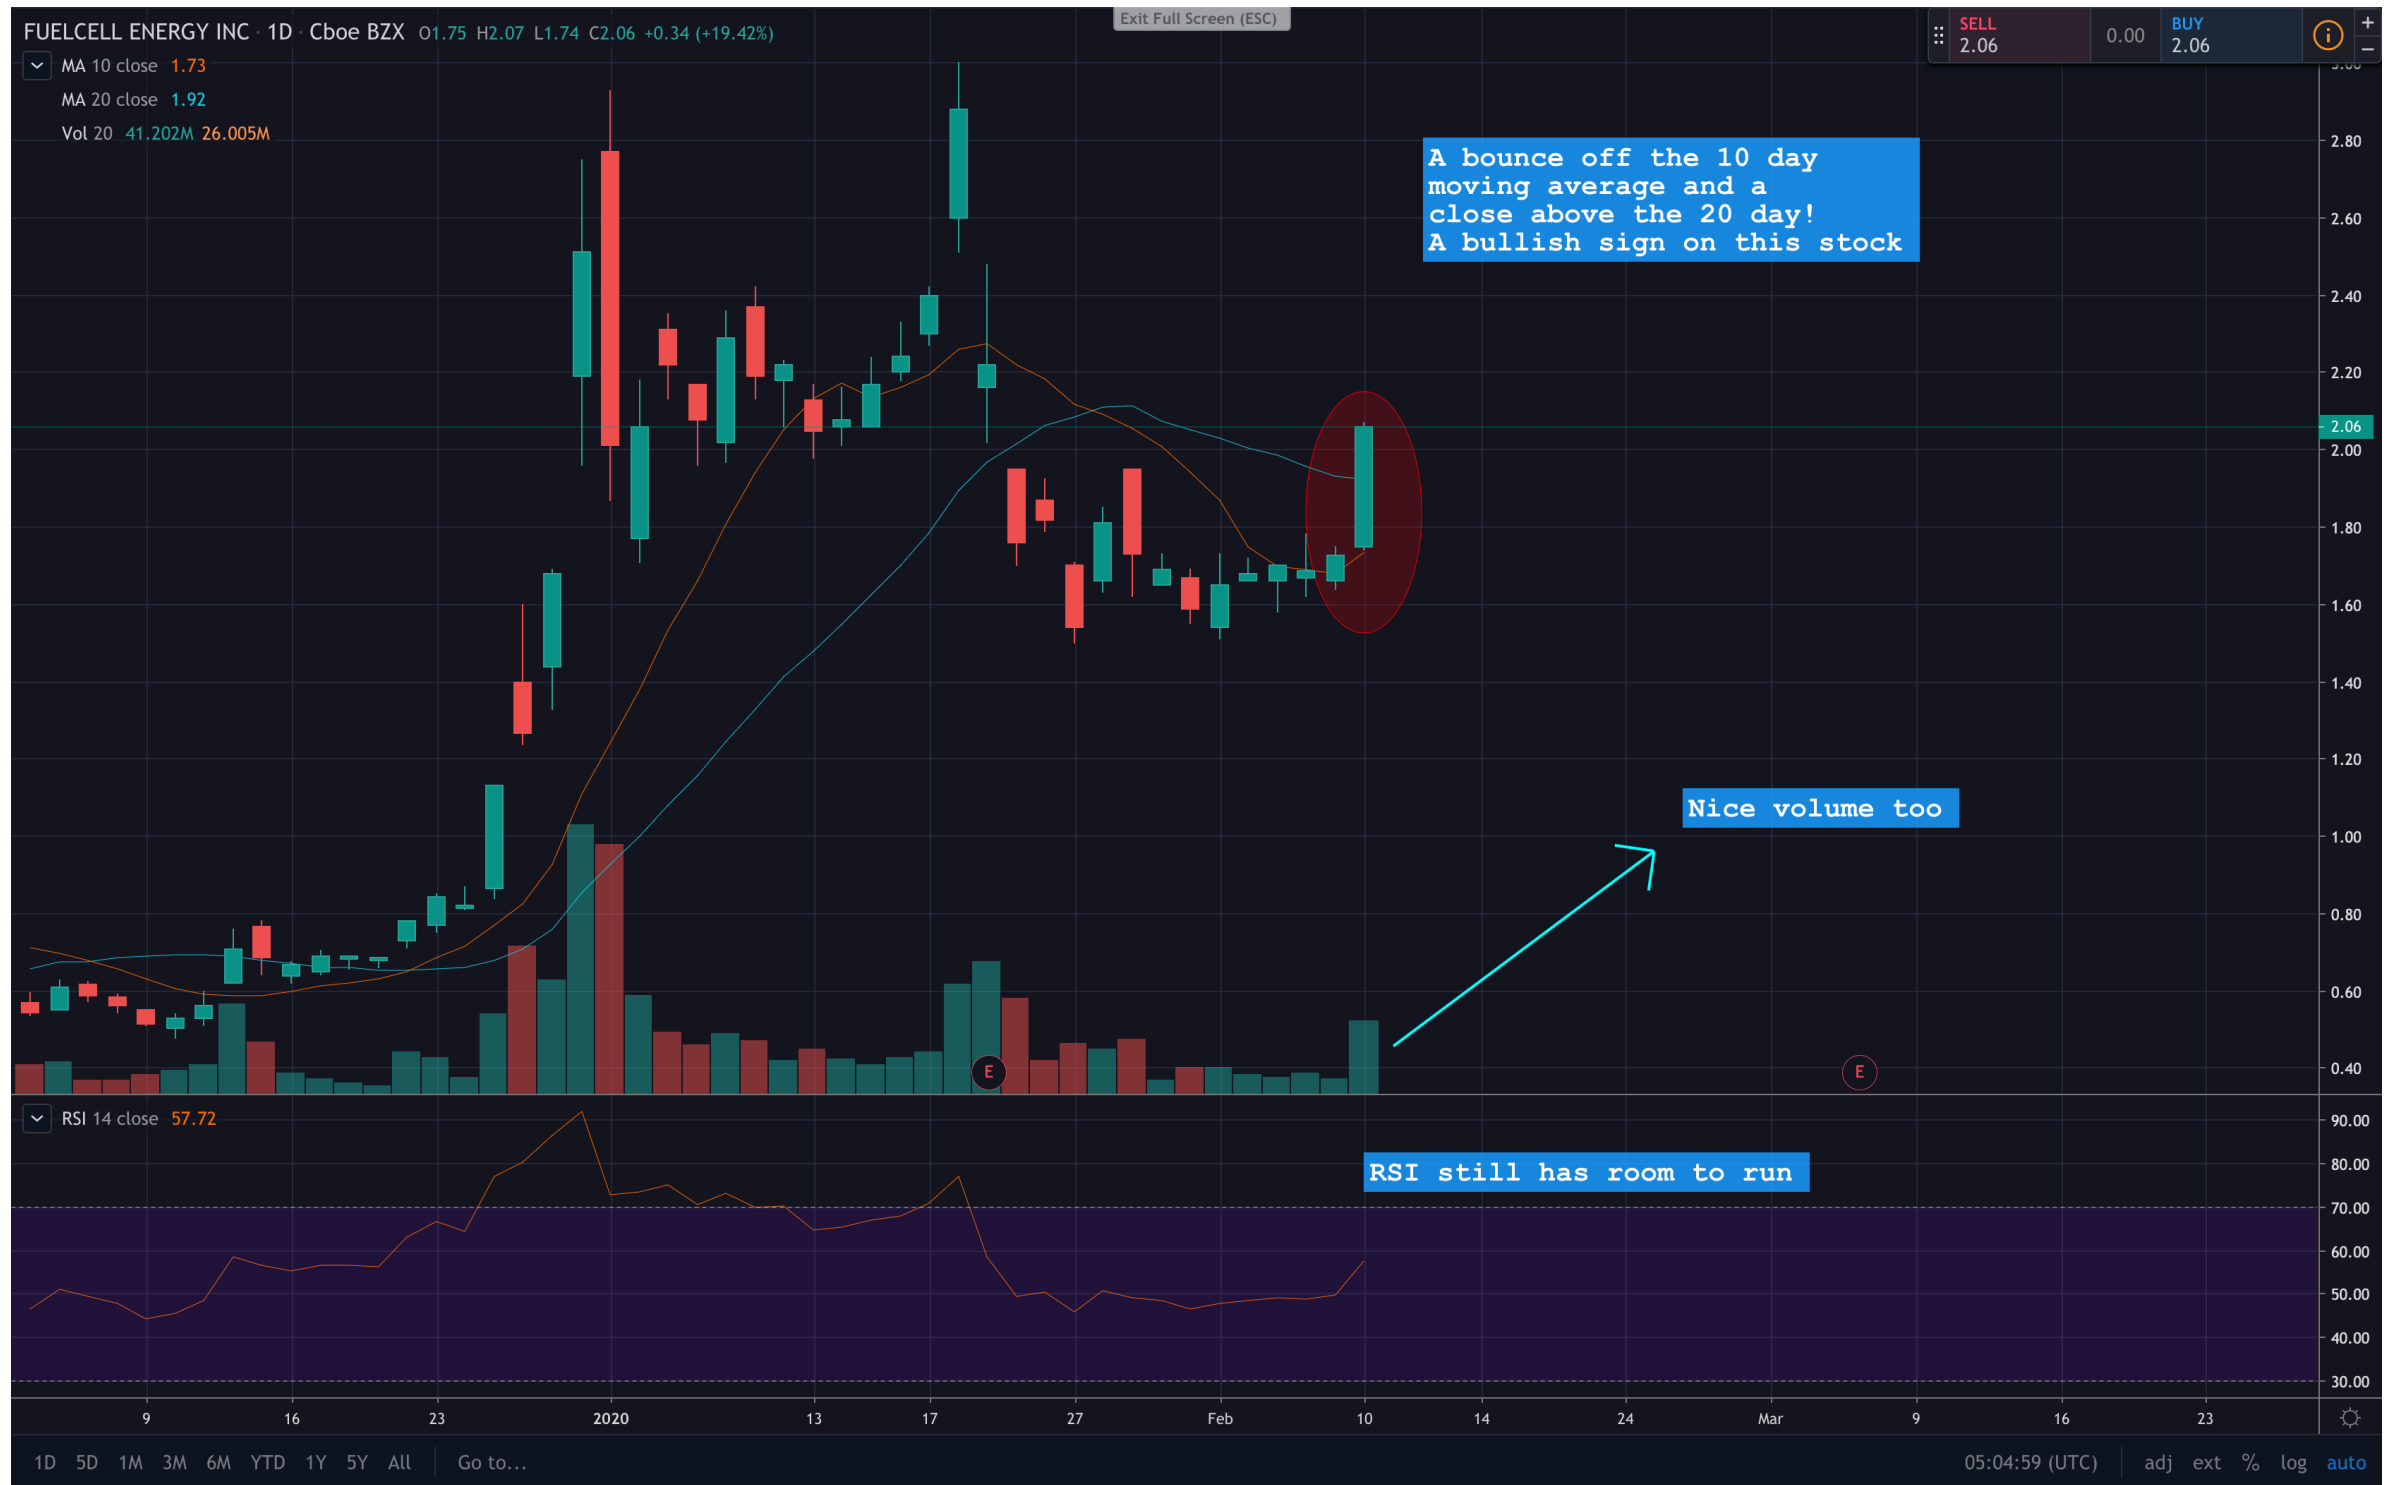 Exit Full Screen (ESC)
FUELCELL ENERGY INC · 1D · Cboe BZX O1.75 H2.07 L1.74 C2.06 +0.34 (+19.42%)
SELL
2.06
0.00
BUY
2.06
i
+
−
MA 10 close 1.73
MA 20 close 1.92
Vol 20 41.202M 26.005M
A bounce off the 10 day
moving average and a
close above the 20 day!
A bullish sign on this stock
Nice volume too
3.00
2.80
2.60
2.40
2.20
2.06
2.00
1.80
1.60
1.40
1.20
1.00
0.80
0.60
0.40
E
E
RSI 14 close 57.72
RSI still has room to run
90.00
80.00
70.00
60.00
50.00
40.00
30.00
9 16 23 2020 13 17 27 Feb 10 14 24 Mar 9 16 23
1D 5D 1M 3M 6M YTD 1Y 5Y All Go to... 05:04:59 (UTC) adj ext % log auto